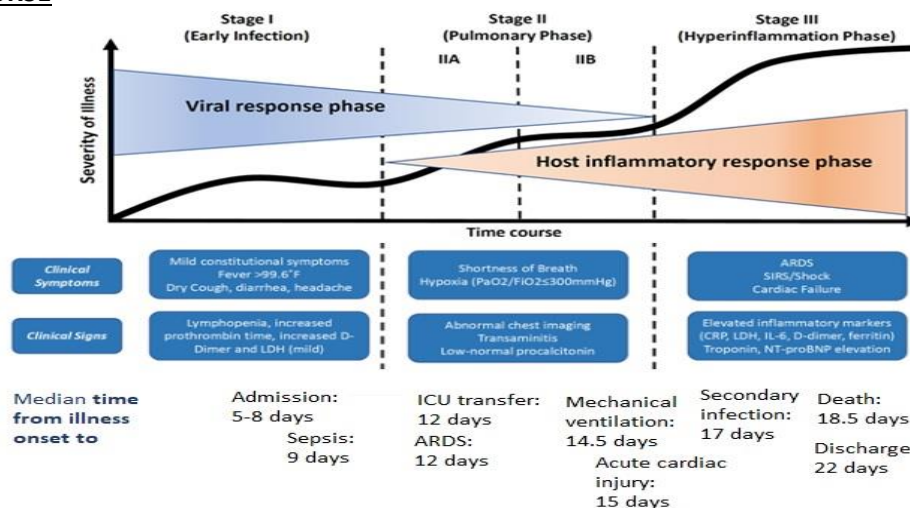 Stage I
(Early Infection)
Stage II
(Pulmonary Phase)
Stage III
(Hyperinflammation Phase)
IIA
IIB
Severity of Illness
Viral response phase
Host inflammatory response phase
Time course
Clinical
Symptoms
Mild constitutional symptoms
Fever >99.6°F
Dry Cough, diarrhea, headache
Shortness of Breath
Hypoxia (PaO2/FiO2≤300mmHg)
ARDS
SIRS/Shock
Cardiac Failure
Clinical Signs
Lymphopenia, increased
prothrombin time, increased D-
Dimer and LDH (mild)
Abnormal chest imaging
Transaminitis
Low-normal procalcitonin
Elevated inflammatory markers
(CRP, LDH, IL-6, D-dimer, ferritin)
Troponin, NT-proBNP elevation
Median time
from illness
onset to
Admission:
5-8 days
Sepsis:
9 days
ICU transfer:
12 days
ARDS:
12 days
Mechanical
ventilation:
14.5 days
Acute cardiac
injury:
15 days
Secondary
infection:
17 days
Death:
18.5 days
Discharge
22 days